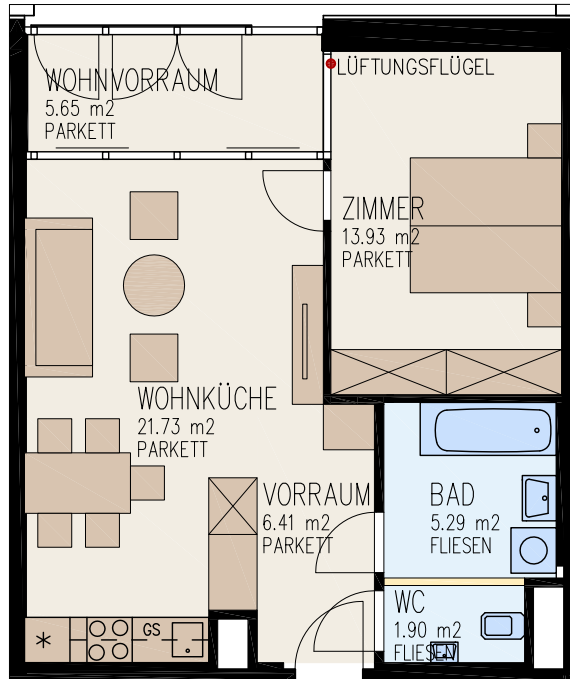 WOHNVORRAUM
5.65 m2
PARKETT
LÜFTUNGSFLÜGEL
ZIMMER
13.93 m2
PARKETT
WOHNKÜCHE
21.73 m2
PARKETT
VORRAUM
6.41 m2
PARKETT
BAD
5.29 m2
FLIESEN
WC
1.90 m2
FLIESEN
* GS